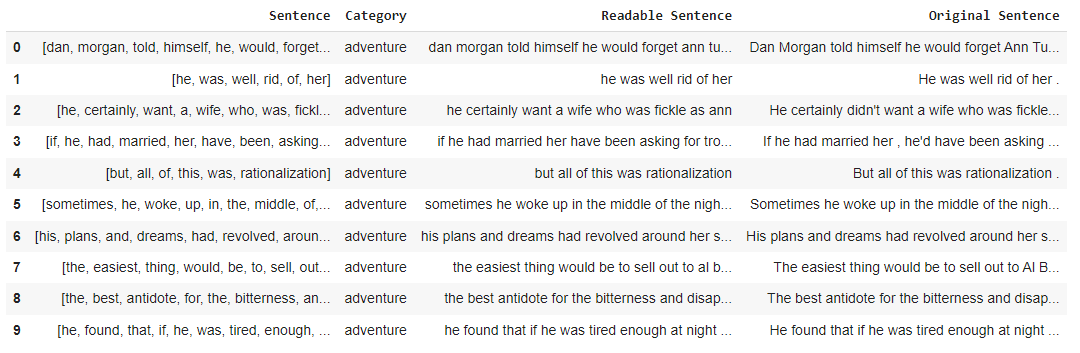 Sentence Category Readable Sentence Original Sentence
0 [dan, morgan, told, himself, he, would, forget... adventure dan morgan told himself he would forget ann tu... Dan Morgan told himself he would forget Ann Tu...
1 [he, was, well, rid, of, her] adventure he was well rid of her He was well rid of her .
2 [he, certainly, want, a, wife, who, was, fickl... adventure he certainly want a wife who was fickle as ann He certainly didn't want a wife who was fickle...
3 [if, he, had, married, her, have, been, asking... adventure if he had married her have been asking for tro... If he had married her , he'd have been asking ...
4 [but, all, of, this, was, rationalization] adventure but all of this was rationalization But all of this was rationalization .
5 [sometimes, he, woke, up, in, the, middle, of,... adventure sometimes he woke up in the middle of the nigh... Sometimes he woke up in the middle of the nigh...
6 [his, plans, and, dreams, had, revolved, aroun... adventure his plans and dreams had revolved around her s... His plans and dreams had revolved around her s...
7 [the, easiest, thing, would, be, to, sell, out... adventure the easiest thing would be to sell out to al b... The easiest thing would be to sell out to Al B...
8 [the, best, antidote, for, the, bitterness, an... adventure the best antidote for the bitterness and disap... The best antidote for the bitterness and disap...
9 [he, found, that, if, he, was, tired, enough, ... adventure he found that if he was tired enough at night ... He found that if he was tired enough at night ...